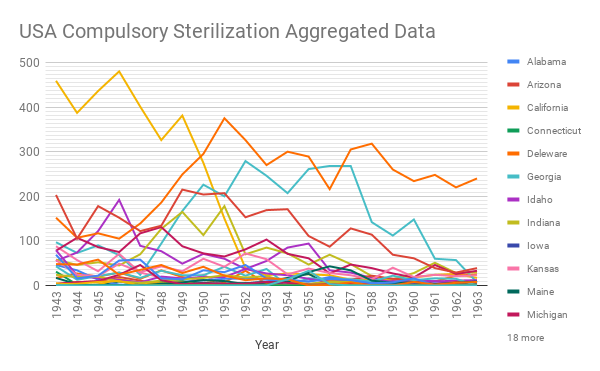 USA Compulsory Sterilization Aggregated Data
500
400
300
200
100
0
1943
1944
1945
1946
1947
1948
1949
1950
1951
1952
1953
1954
1955
1956
1957
1958
1959
1960
1961
1962
1963
Year
Alabama
Arizona
California
Connecticut
Deleware
Georgia
Idaho
Indiana
Iowa
Kansas
Maine
Michigan
18 more